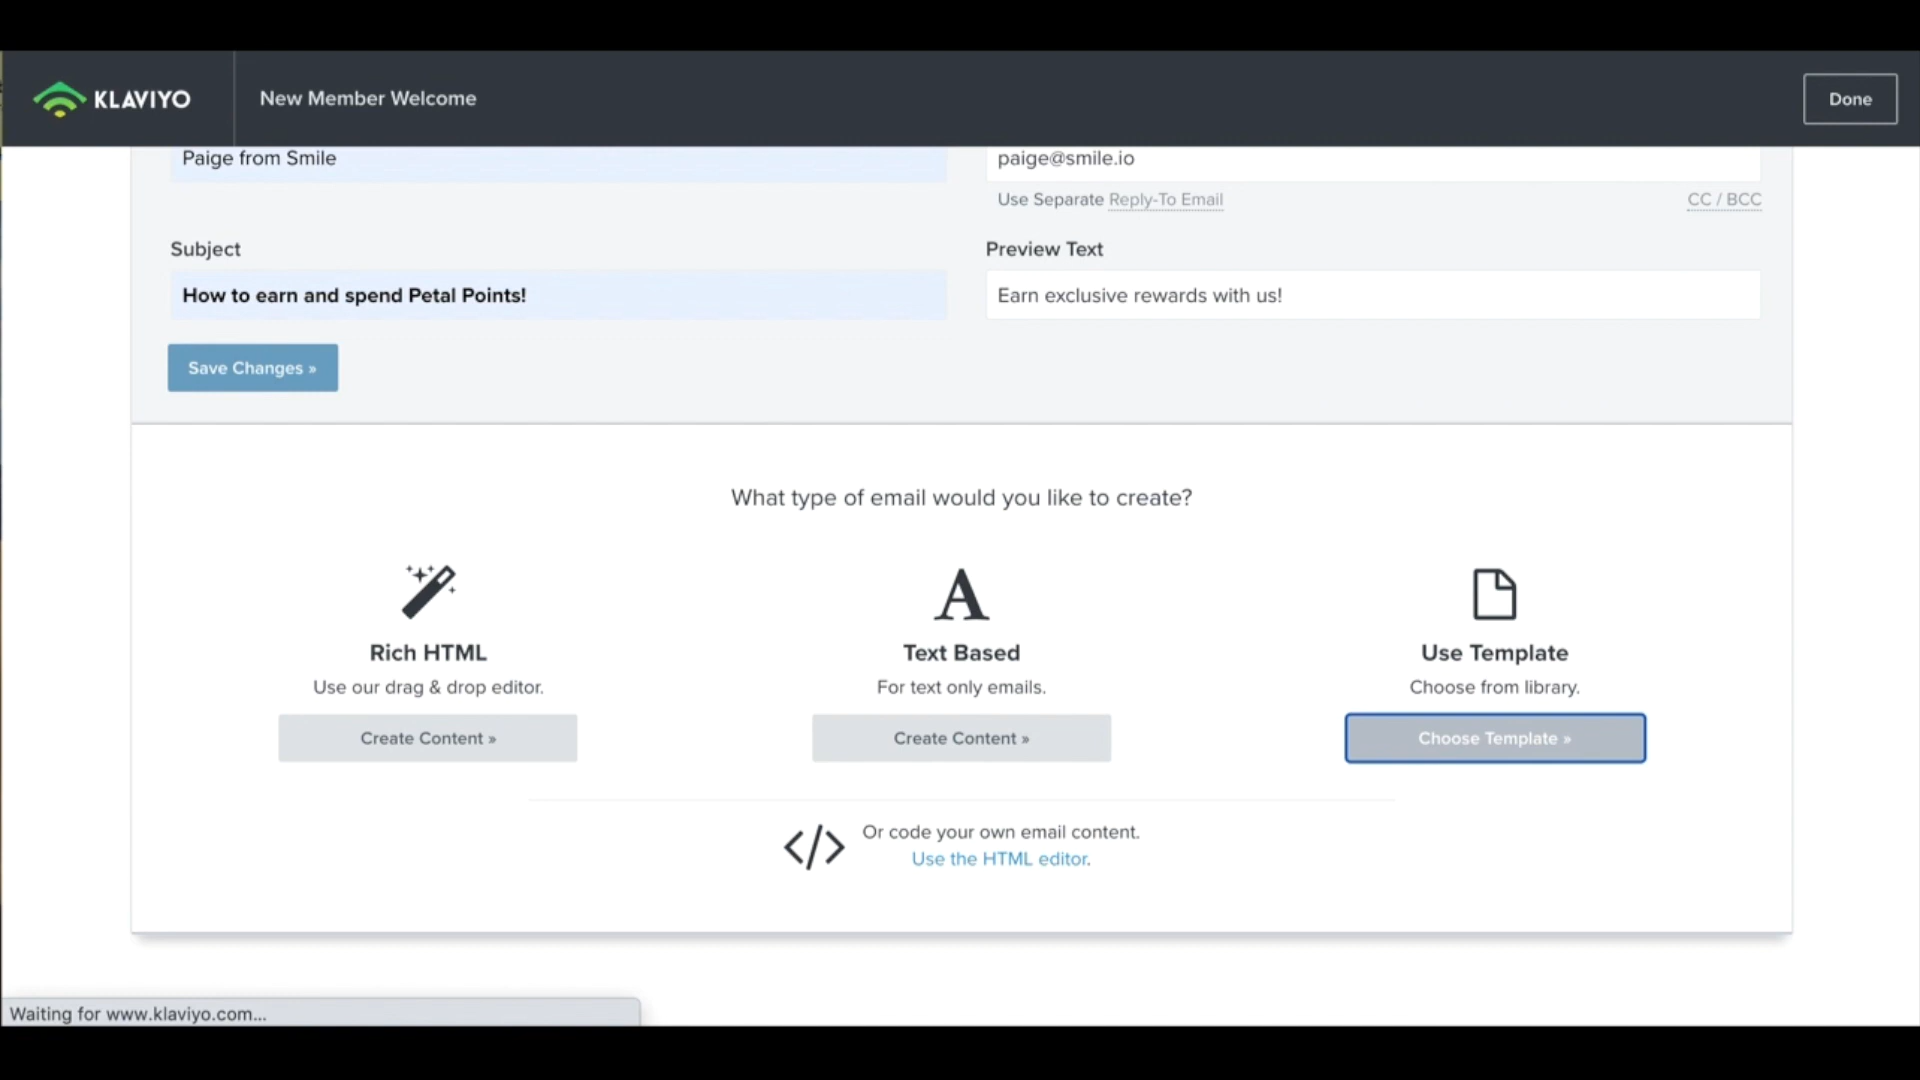 KLAVIYO
New Member Welcome
Done
Paige from Smile
paige@smile.io
Use Separate Reply-To Email
CC / BCC
Subject
Preview Text
How to earn and spend Petal Points!
Earn exclusive rewards with us!
Save Changes »
What type of email would you like to create?
Rich HTML
Text Based
Use Template
Use our drag & drop editor.
For text only emails.
Choose from library.
Create Content »
Create Content »
Choose Template »
Or code your own email content.
Use the HTML editor.
Waiting for www.klaviyo.com...